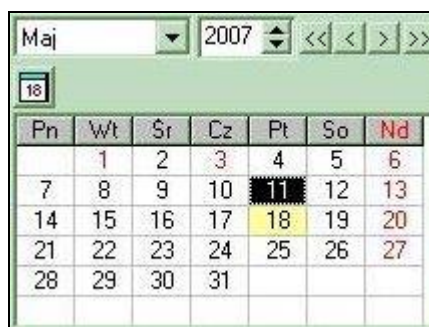 Maj 2007 << < > >>
18
Pn Wt Śr Cz Pt So Nd
1 2 3 4 5 6
7 8 9 10 11 12 13
14 15 16 17 18 19 20
21 22 23 24 25 26 27
28 29 30 31